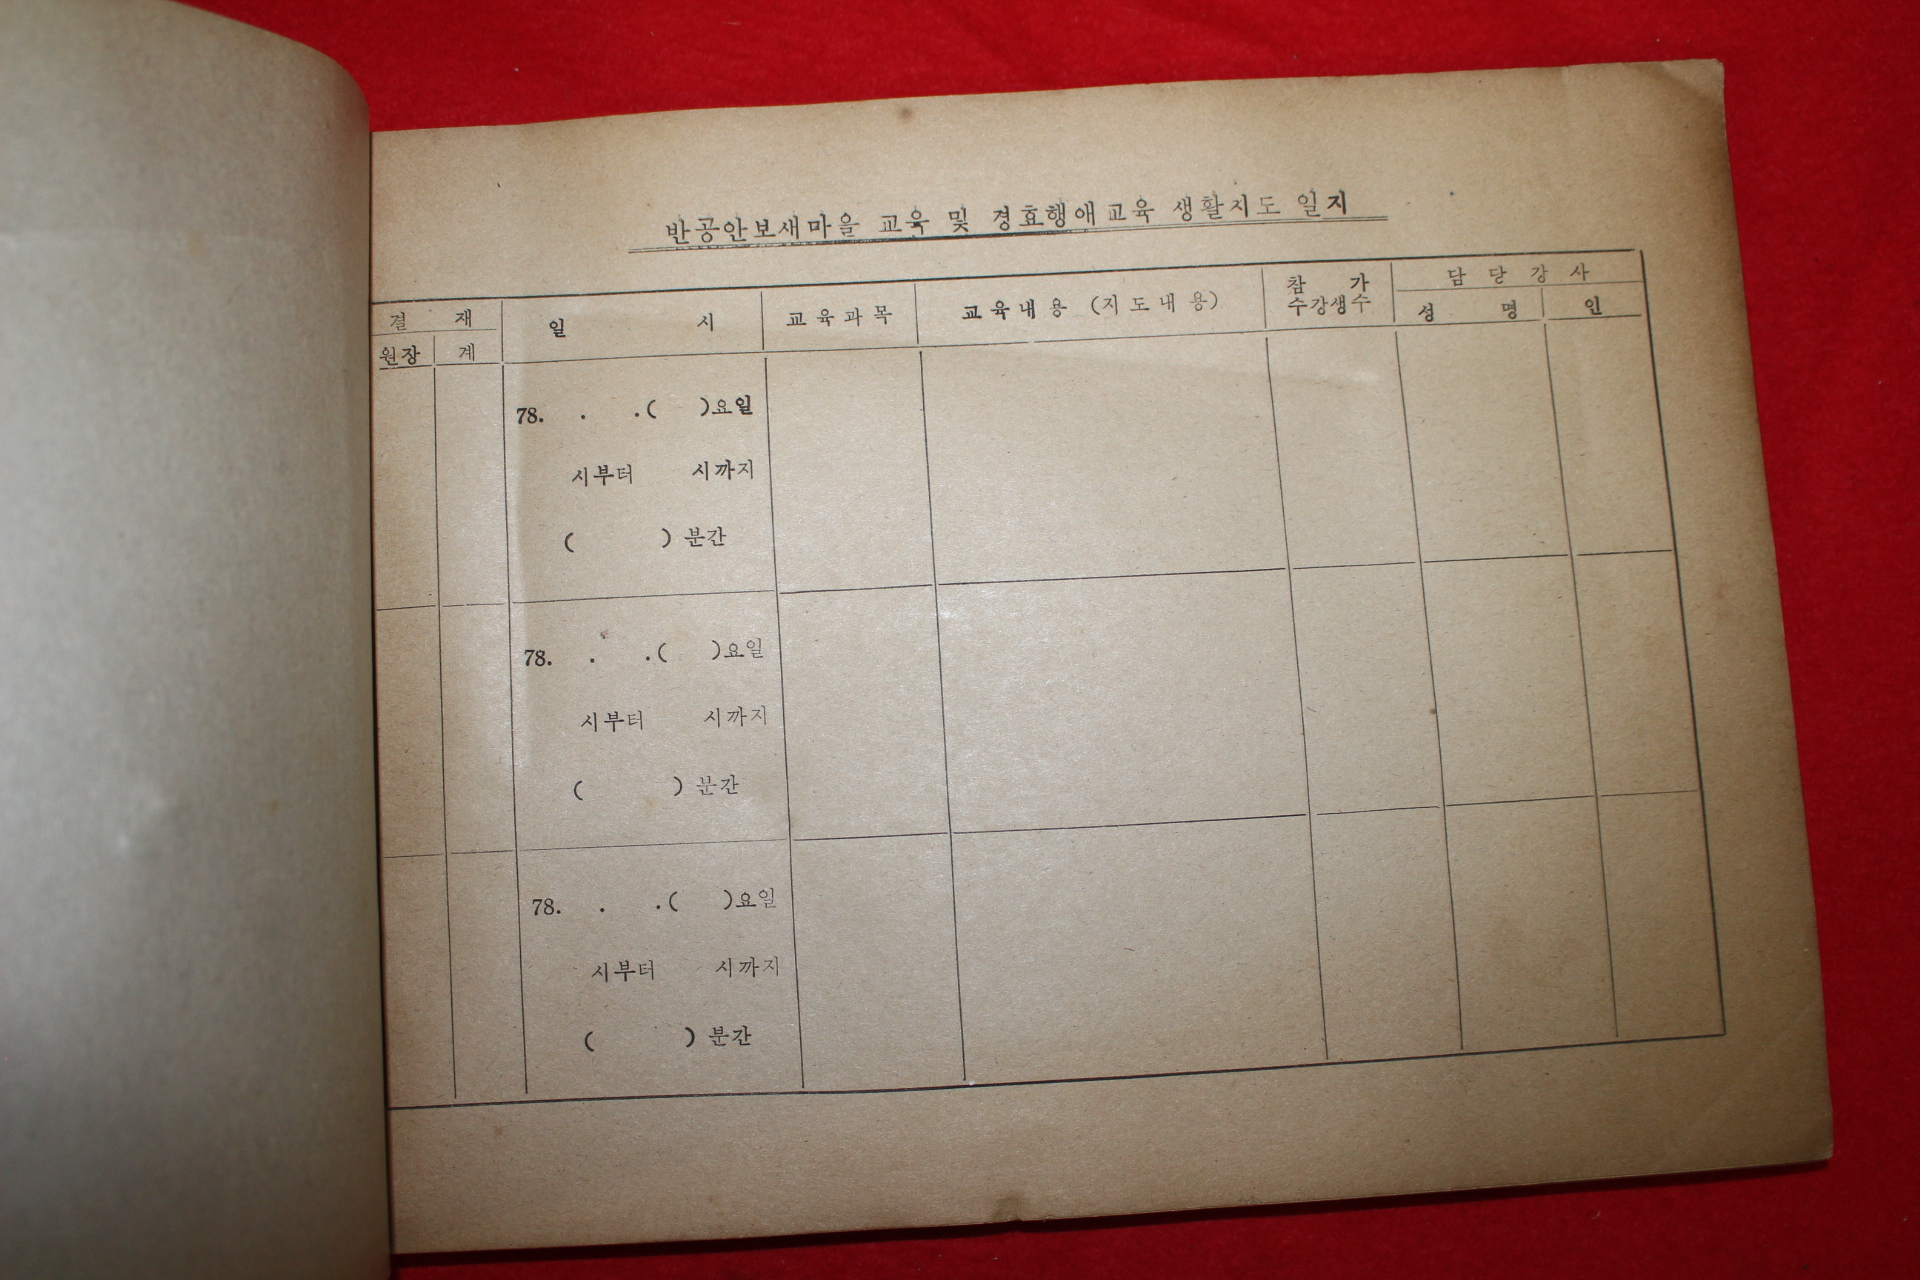 반공안보새마을 교육 및 경효행애교육 생활지도 일지
결 재 일 시 교육과목 교육내용 (지도내용) 참 가 수강생수 담 당 강 사
원장 계 성 명 인
78. . .( )요일
시부터 시까지
( ) 분간
78. . .( )요일
시부터 시까지
( ) 분간
78. . .( )요일
시부터 시까지
( ) 분간